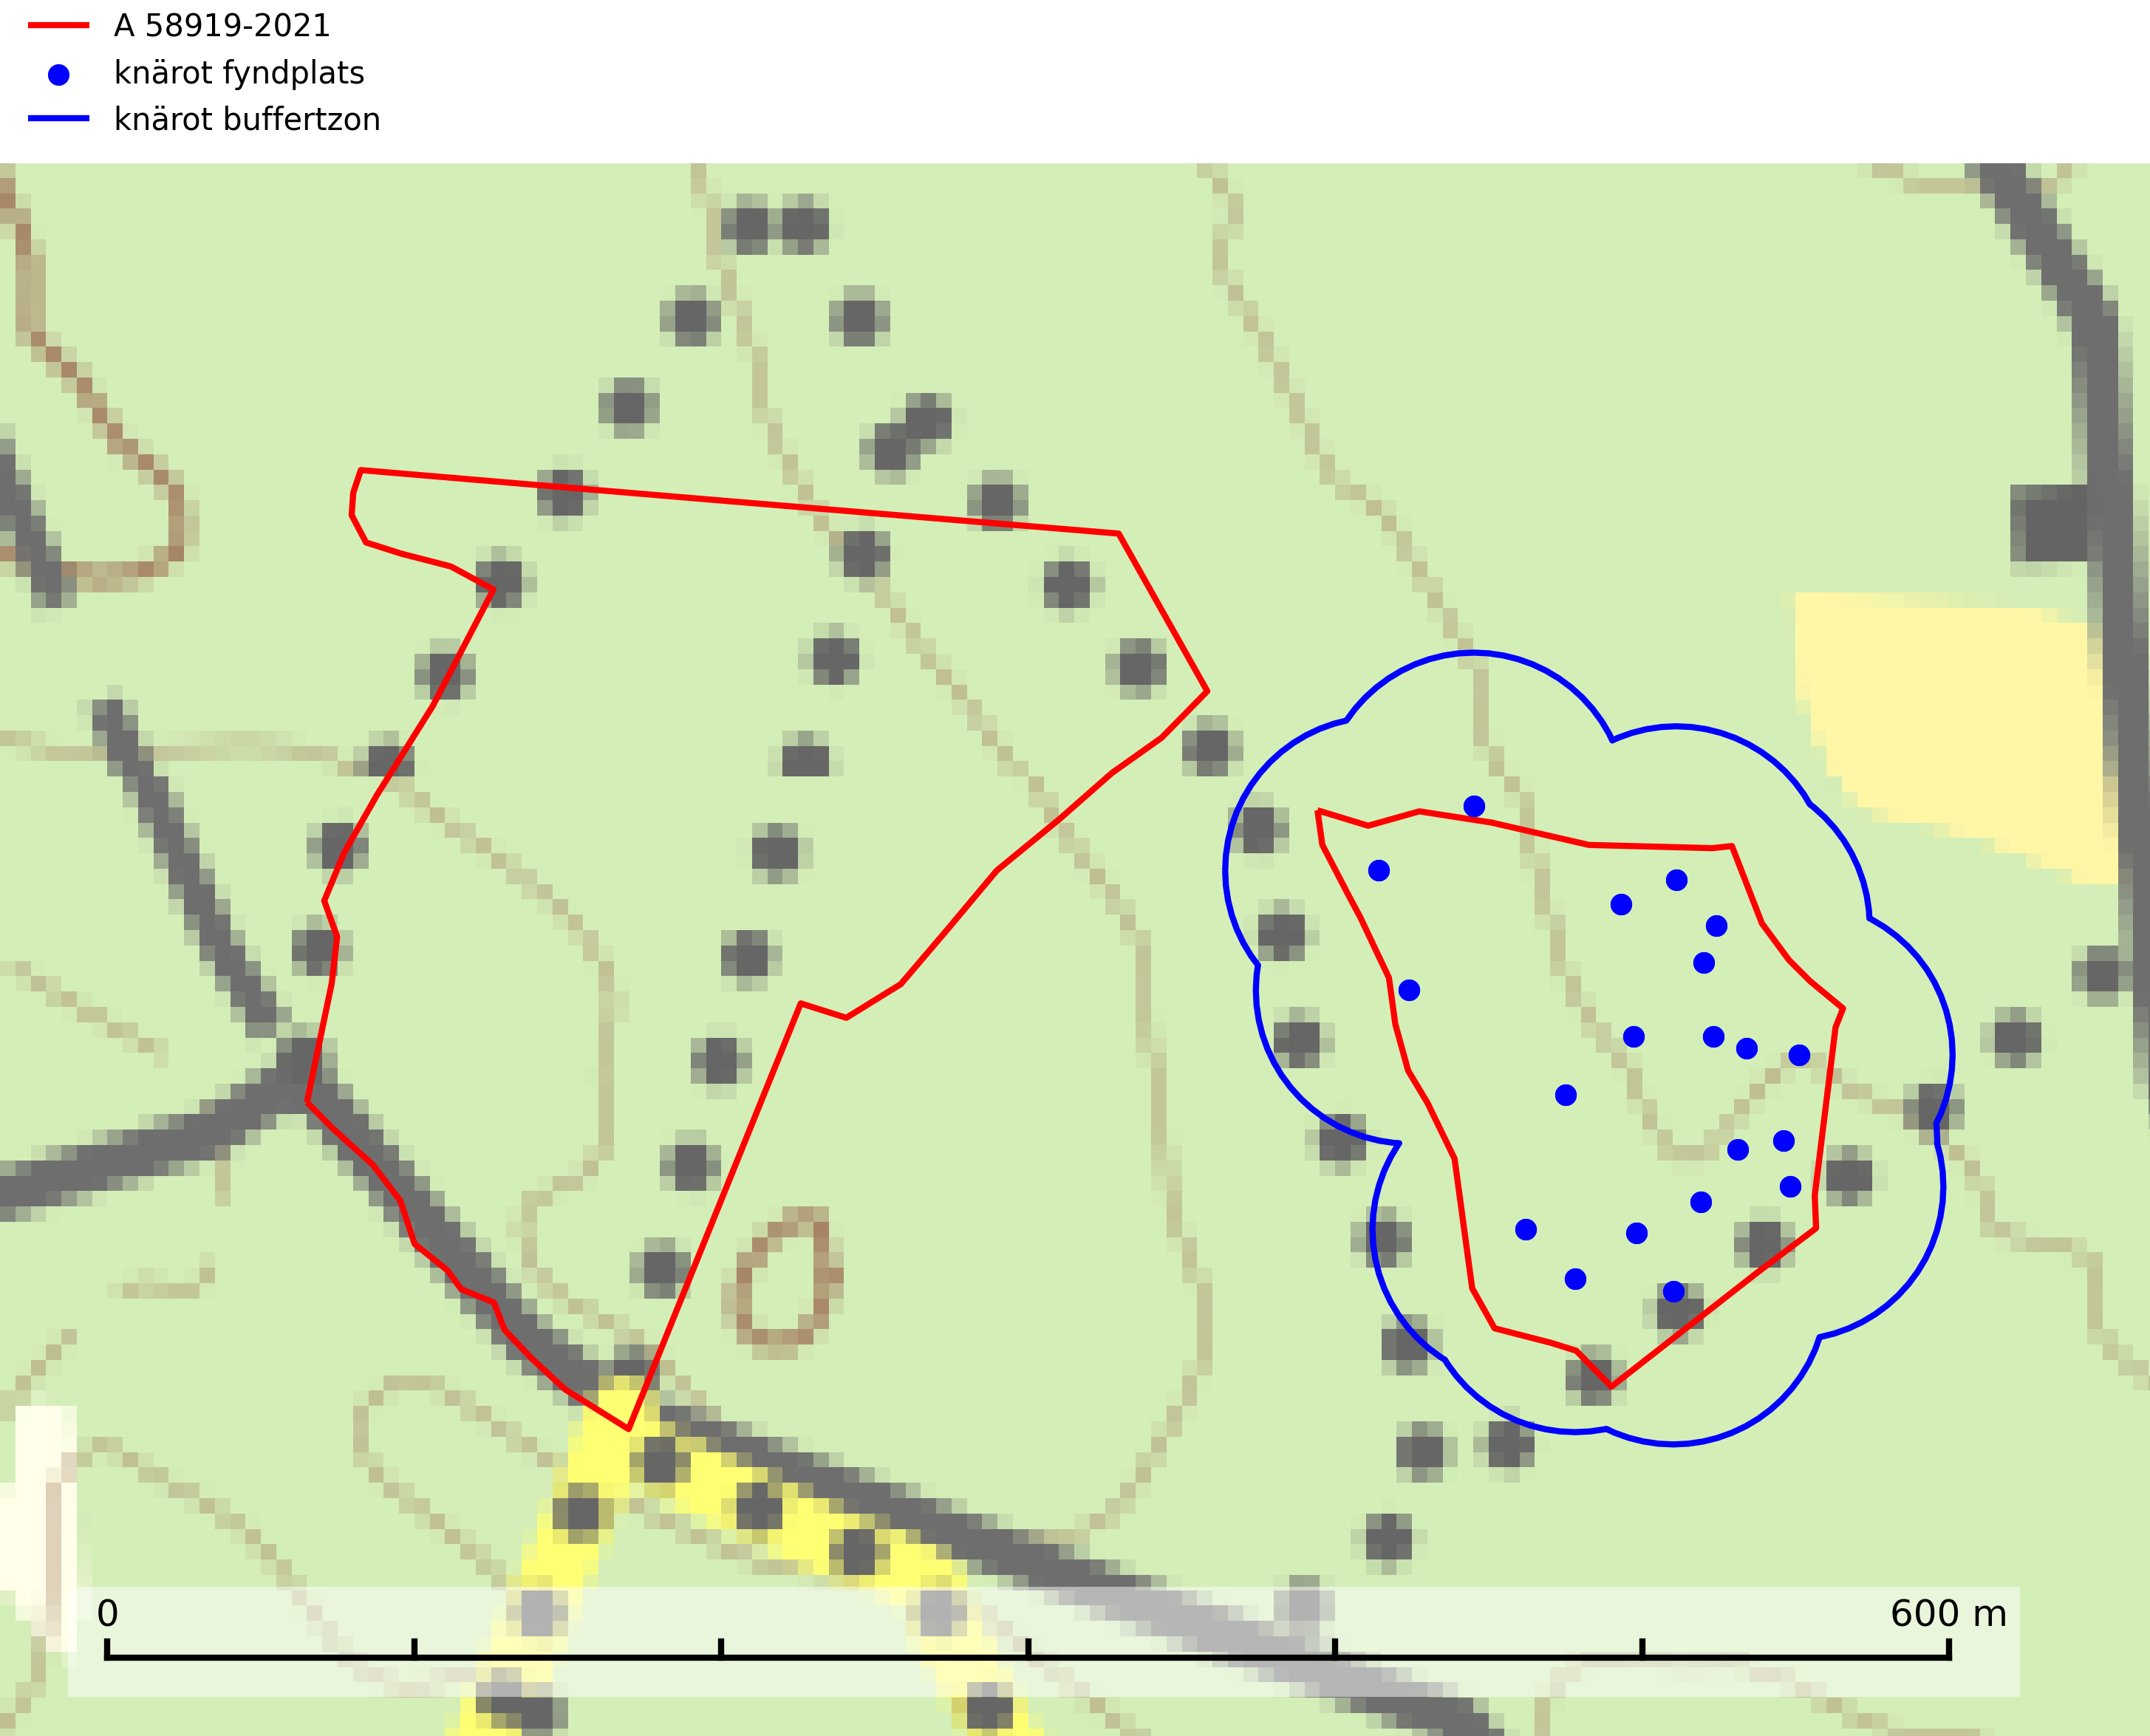 A 58919-2021
knärot fyndplats
knärot buffertzon
0
600 m